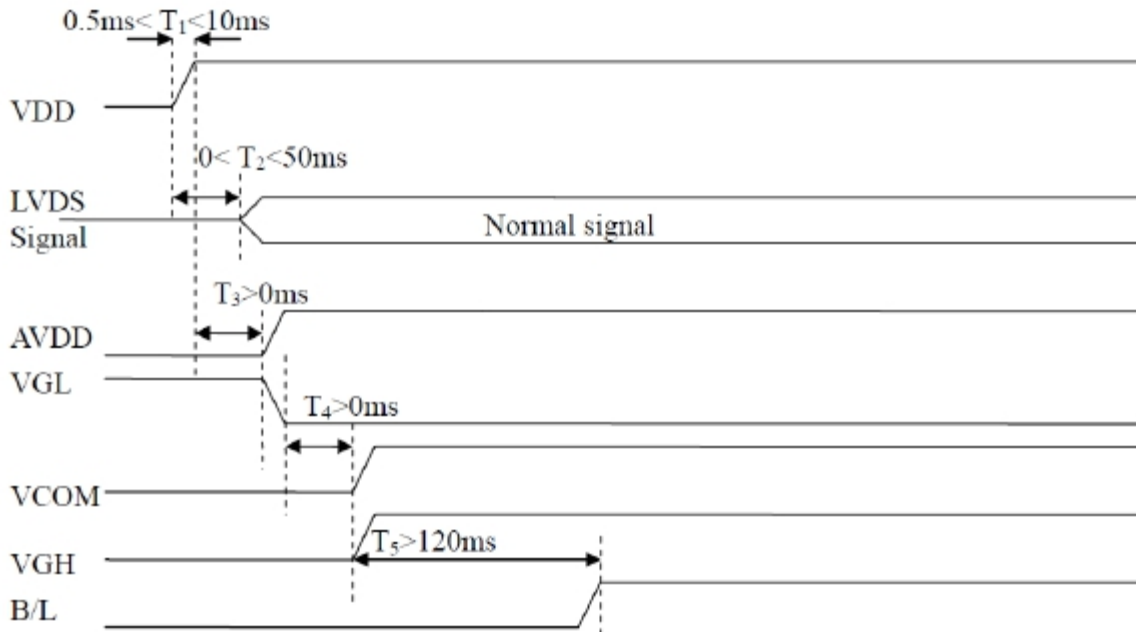 0.5ms< T₁<10ms
VDD
0< T₂<50ms
LVDS
Signal
Normal signal
T₃>0ms
AVDD
VGL
T₄>0ms
VCOM
T₅>120ms
VGH
B/L